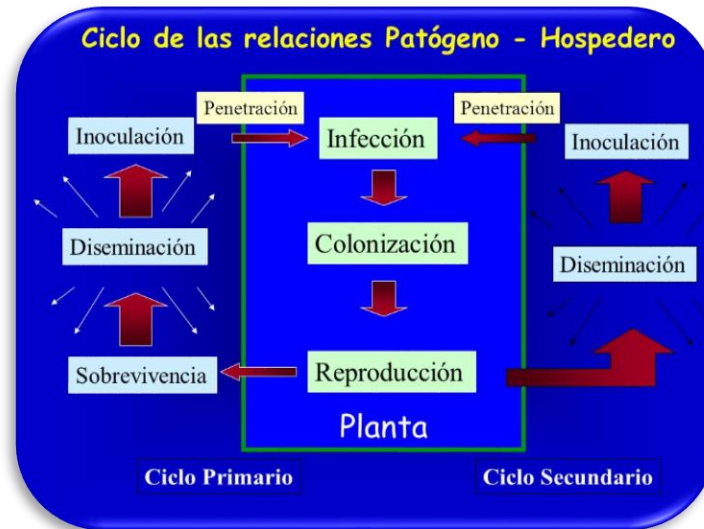 Ciclo de las relaciones Patógeno - Hospedero
Penetración
Penetración
Inoculación
Infección
Inoculación
Diseminación
Colonización
Diseminación
Sobrevivencia
Reproducción
Planta
Ciclo Primario
Ciclo Secundario